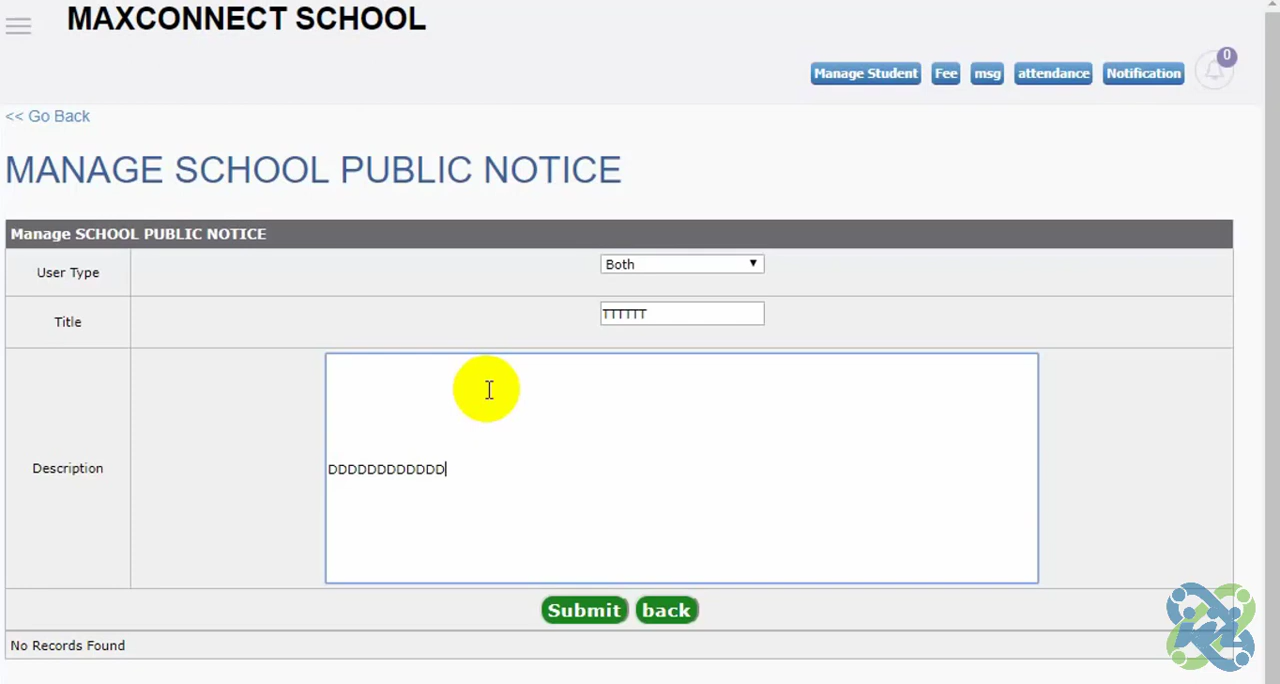 MAXCONNECT SCHOOL
Manage Student Fee msg attendance Notification 0
<< Go Back
MANAGE SCHOOL PUBLIC NOTICE
Manage SCHOOL PUBLIC NOTICE
User Type Both
Title TTTTTT
Description DDDDDDDDDDDD
Submit back
No Records Found